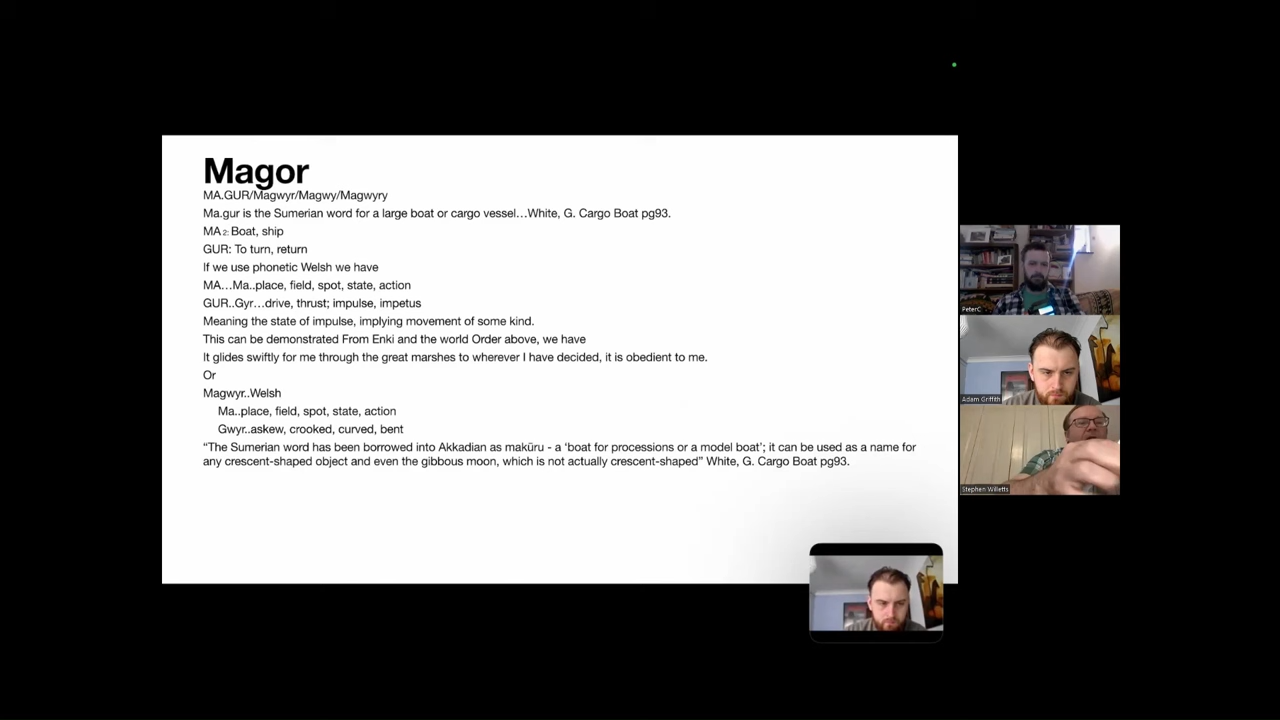 Magor
MA.GUR/Magwyr/Magwy/Magwyry
Ma.gur is the Sumerian word for a large boat or cargo vessel…White, G. Cargo Boat pg93.
MA 2: Boat, ship
GUR: To turn, return
If we use phonetic Welsh we have
MA…Ma..place, field, spot, state, action
GUR..Gyr…drive, thrust; impulse, impetus
Meaning the state of impulse, implying movement of some kind.
This can be demonstrated From Enki and the world Order above, we have
It glides swiftly for me through the great marshes to wherever I have decided, it is obedient to me.
Or
Magwyr..Welsh
Ma..place, field, spot, state, action
Gwyr..askew, crooked, curved, bent
“The Sumerian word has been borrowed into Akkadian as makūru - a ‘boat for processions or a model boat’; it can be used as a name for
any crescent-shaped object and even the gibbous moon, which is not actually crescent-shaped” White, G. Cargo Boat pg93.
PeterC
Adam Griffith
Stephen Willetts